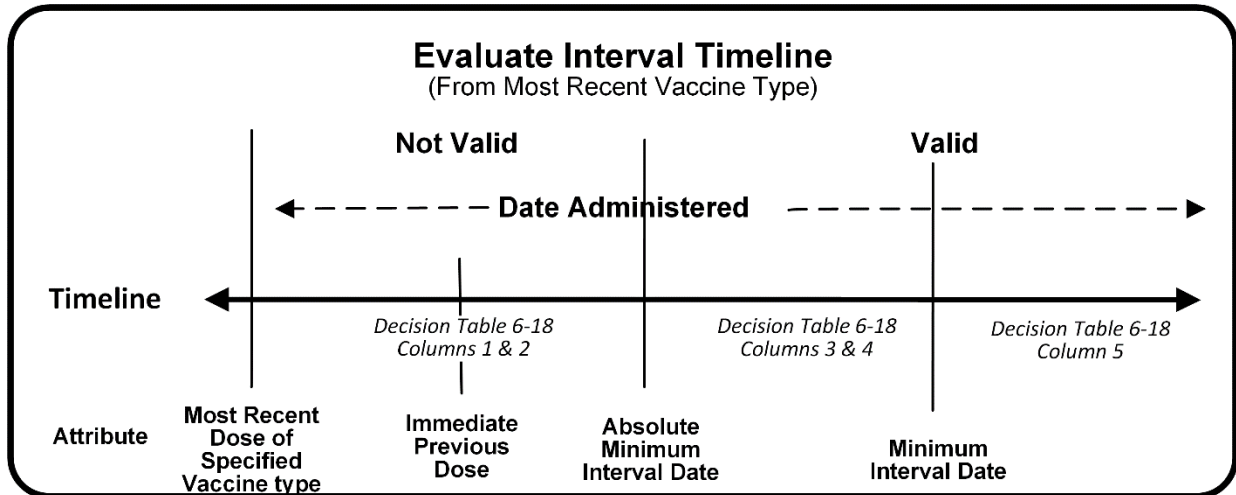 Evaluate Interval Timeline
(From Most Recent Vaccine Type)
Not Valid
Valid
Date Administered
Timeline
Decision Table 6-18
Columns 1 & 2
Decision Table 6-18
Columns 3 & 4
Decision Table 6-18
Column 5
Attribute
Most Recent
Dose of
Specified
Vaccine type
Immediate
Previous
Dose
Absolute
Minimum
Interval Date
Minimum
Interval Date